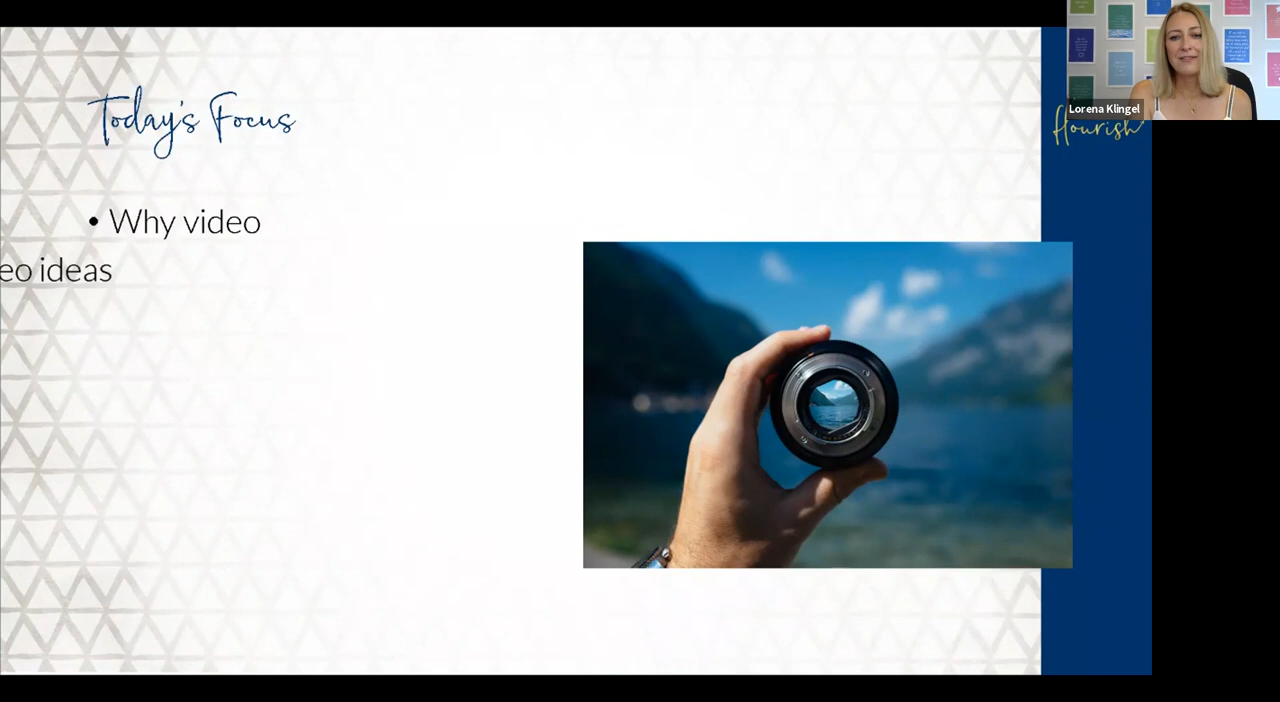 Today's Focus
• Why video
eo ideas
Lorena Klingel
flourish